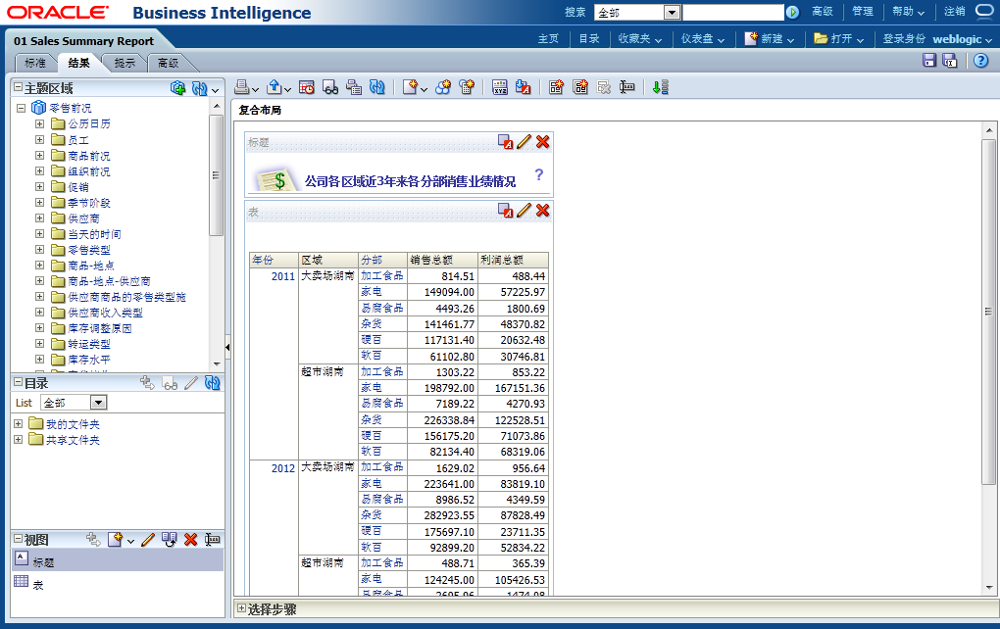 ORACLE Business Intelligence
搜索 全部 高级 管理 帮助 注销
01 Sales Summary Report
主页 目录 收藏夹 仪表盘 新建 打开 登录身份 weblogic
标准 结果 提示 高级
主题区域
零售前况
公历日历
员工
商品前况
组织前况
促销
季节阶段
供应商
当天的时间
零售类型
商品-地点
商品-地点-供应商
供应商商品的零售类型施
供应商收入类型
库存调整原因
转运类型
库存水平
目录
List 全部
我的文件夹
共享文件夹
视图
标题
表
复合布局
标题
公司各区域近3年来各分部销售业绩情况 ?
表
年份 区域 分部 销售总额 利润总额
2011 大卖场湖南 加工食品 814.51 488.44
家电 149094.00 57225.97
易腐食品 4493.26 1800.69
杂货 141461.77 48370.82
硬百 117131.40 20632.48
软百 61102.80 30746.81
超市湖南 加工食品 1303.22 853.22
家电 198792.00 167151.36
易腐食品 7189.22 4270.93
杂货 226338.84 122528.51
硬百 156175.20 71073.86
软百 82134.40 68319.06
2012 大卖场湖南 加工食品 1629.02 956.64
家电 223641.00 83819.10
易腐食品 8986.52 4349.59
杂货 282923.55 87828.49
硬百 175697.10 23711.35
软百 92899.20 52834.22
超市湖南 加工食品 488.71 365.39
家电 124245.00 105426.53
易腐食品 2695.96 1474.08
选择步骤